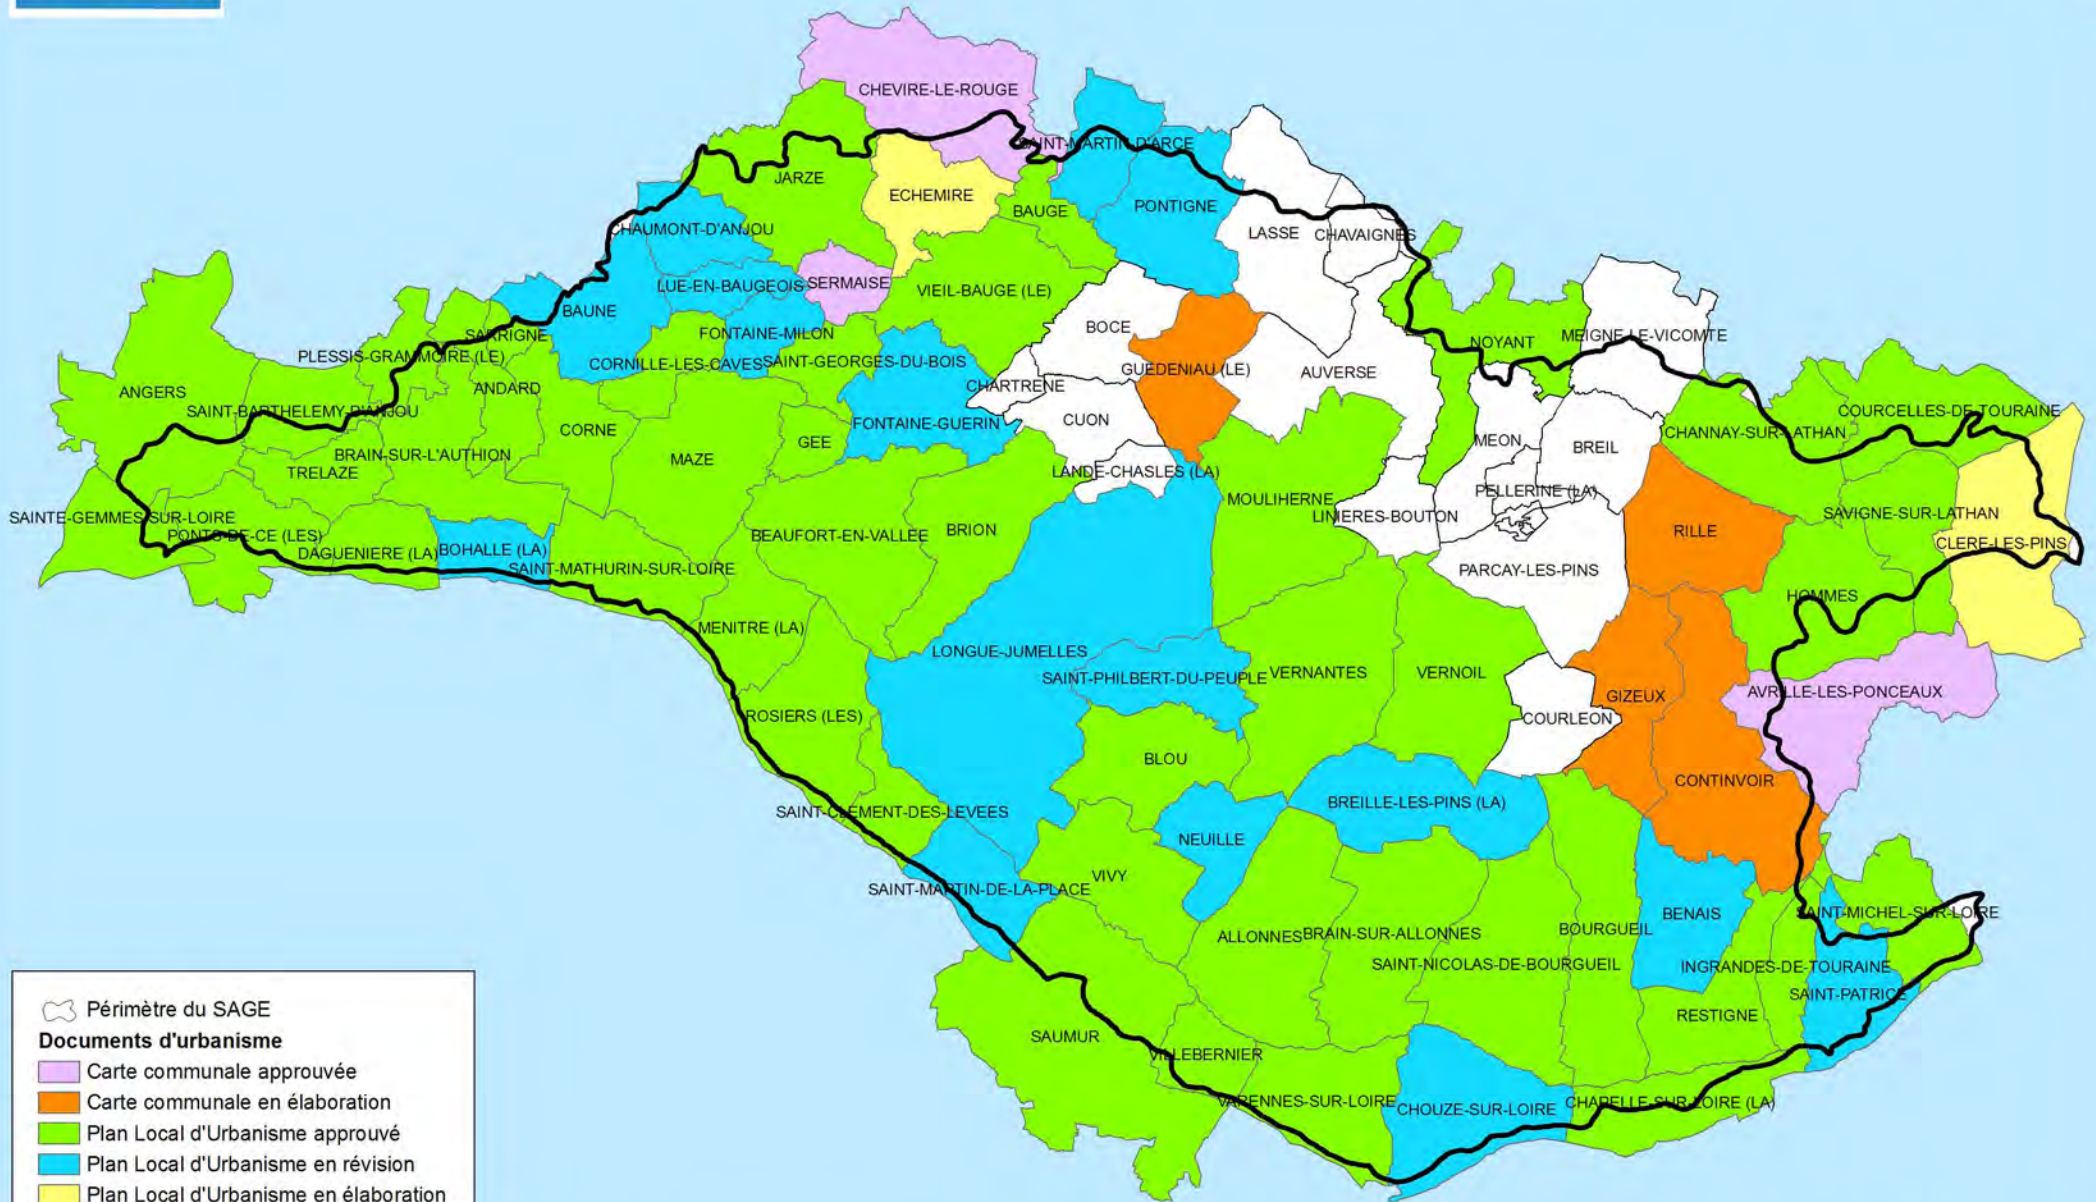 CHEVIRE-LE-ROUGE
SAINT-MARTIN-D'ARCE
JARZE
ECHEMIRE
BAUGE
PONTIGNE
CHAUMONT-D'ANJOU
LASSE
CHAVAIGNES
LUE-EN-BAUGEOIS
SERMAISE
VIEIL-BAUGE (LE)
BAUNE
SARRIGNE
FONTAINE-MILON
BOCE
NOYANT
MEIGNE-LE-VICOMTE
PLESSIS-GRAMMOIRE (LE)
CORNILLE-LES-CAVES
SAINT-GEORGES-DU-BOIS
GUEDENIAU (LE)
AUVERSE
ANGERS
ANDARD
CHARTRENE
SAINT-BARTHELEMY-D'ANJOU
CORNE
GEE
FONTAINE-GUERIN
CUON
MEON
BREIL
CHANNAY-SUR-LATHAN
COURCELLES-DE-TOURAINE
BRAIN-SUR-L'AUTHION
TRELAZE
MAZE
LANDE-CHASLES (LA)
MOULIHERNE
PELLERINE (LA)
LINIERES-BOUTON
SAVIGNE-SUR-LATHAN
SAINTE-GEMMES-SUR-LOIRE
PONTS-DE-CE (LES)
BEAUFORT-EN-VALLEE
BRION
RILLE
CLERE-LES-PINS
DAGUENIERE (LA)
BOHALLE (LA)
SAINT-MATHURIN-SUR-LOIRE
PARCAY-LES-PINS
HOMMES
MENITRE (LA)
LONGUE-JUMELLES
SAINT-PHILBERT-DU-PEUPLE
VERNANTES
VERNOIL
GIZEUX
AVRILLE-LES-PONCEAUX
ROSIERS (LES)
COURLEON
BLOU
CONTINVOIR
SAINT-CLEMENT-DES-LEVEES
BREILLE-LES-PINS (LA)
NEUILLE
SAINT-MARTIN-DE-LA-PLACE
VIVY
BENAIS
SAINT-MICHEL-SUR-LOIRE
ALLONNES
BRAIN-SUR-ALLONNES
BOURGUEIL
SAINT-NICOLAS-DE-BOURGUEIL
INGRANDES-DE-TOURAINE
SAINT-PATRICE
RESTIGNE
SAUMUR
VILLEBERNIER
VARENNES-SUR-LOIRE
CHOUZE-SUR-LOIRE
CHAPELLE-SUR-LOIRE (LA)
Périmètre du SAGE
Documents d'urbanisme
Carte communale approuvée
Carte communale en élaboration
Plan Local d'Urbanisme approuvé
Plan Local d'Urbanisme en révision
Plan Local d'Urbanisme en élaboration